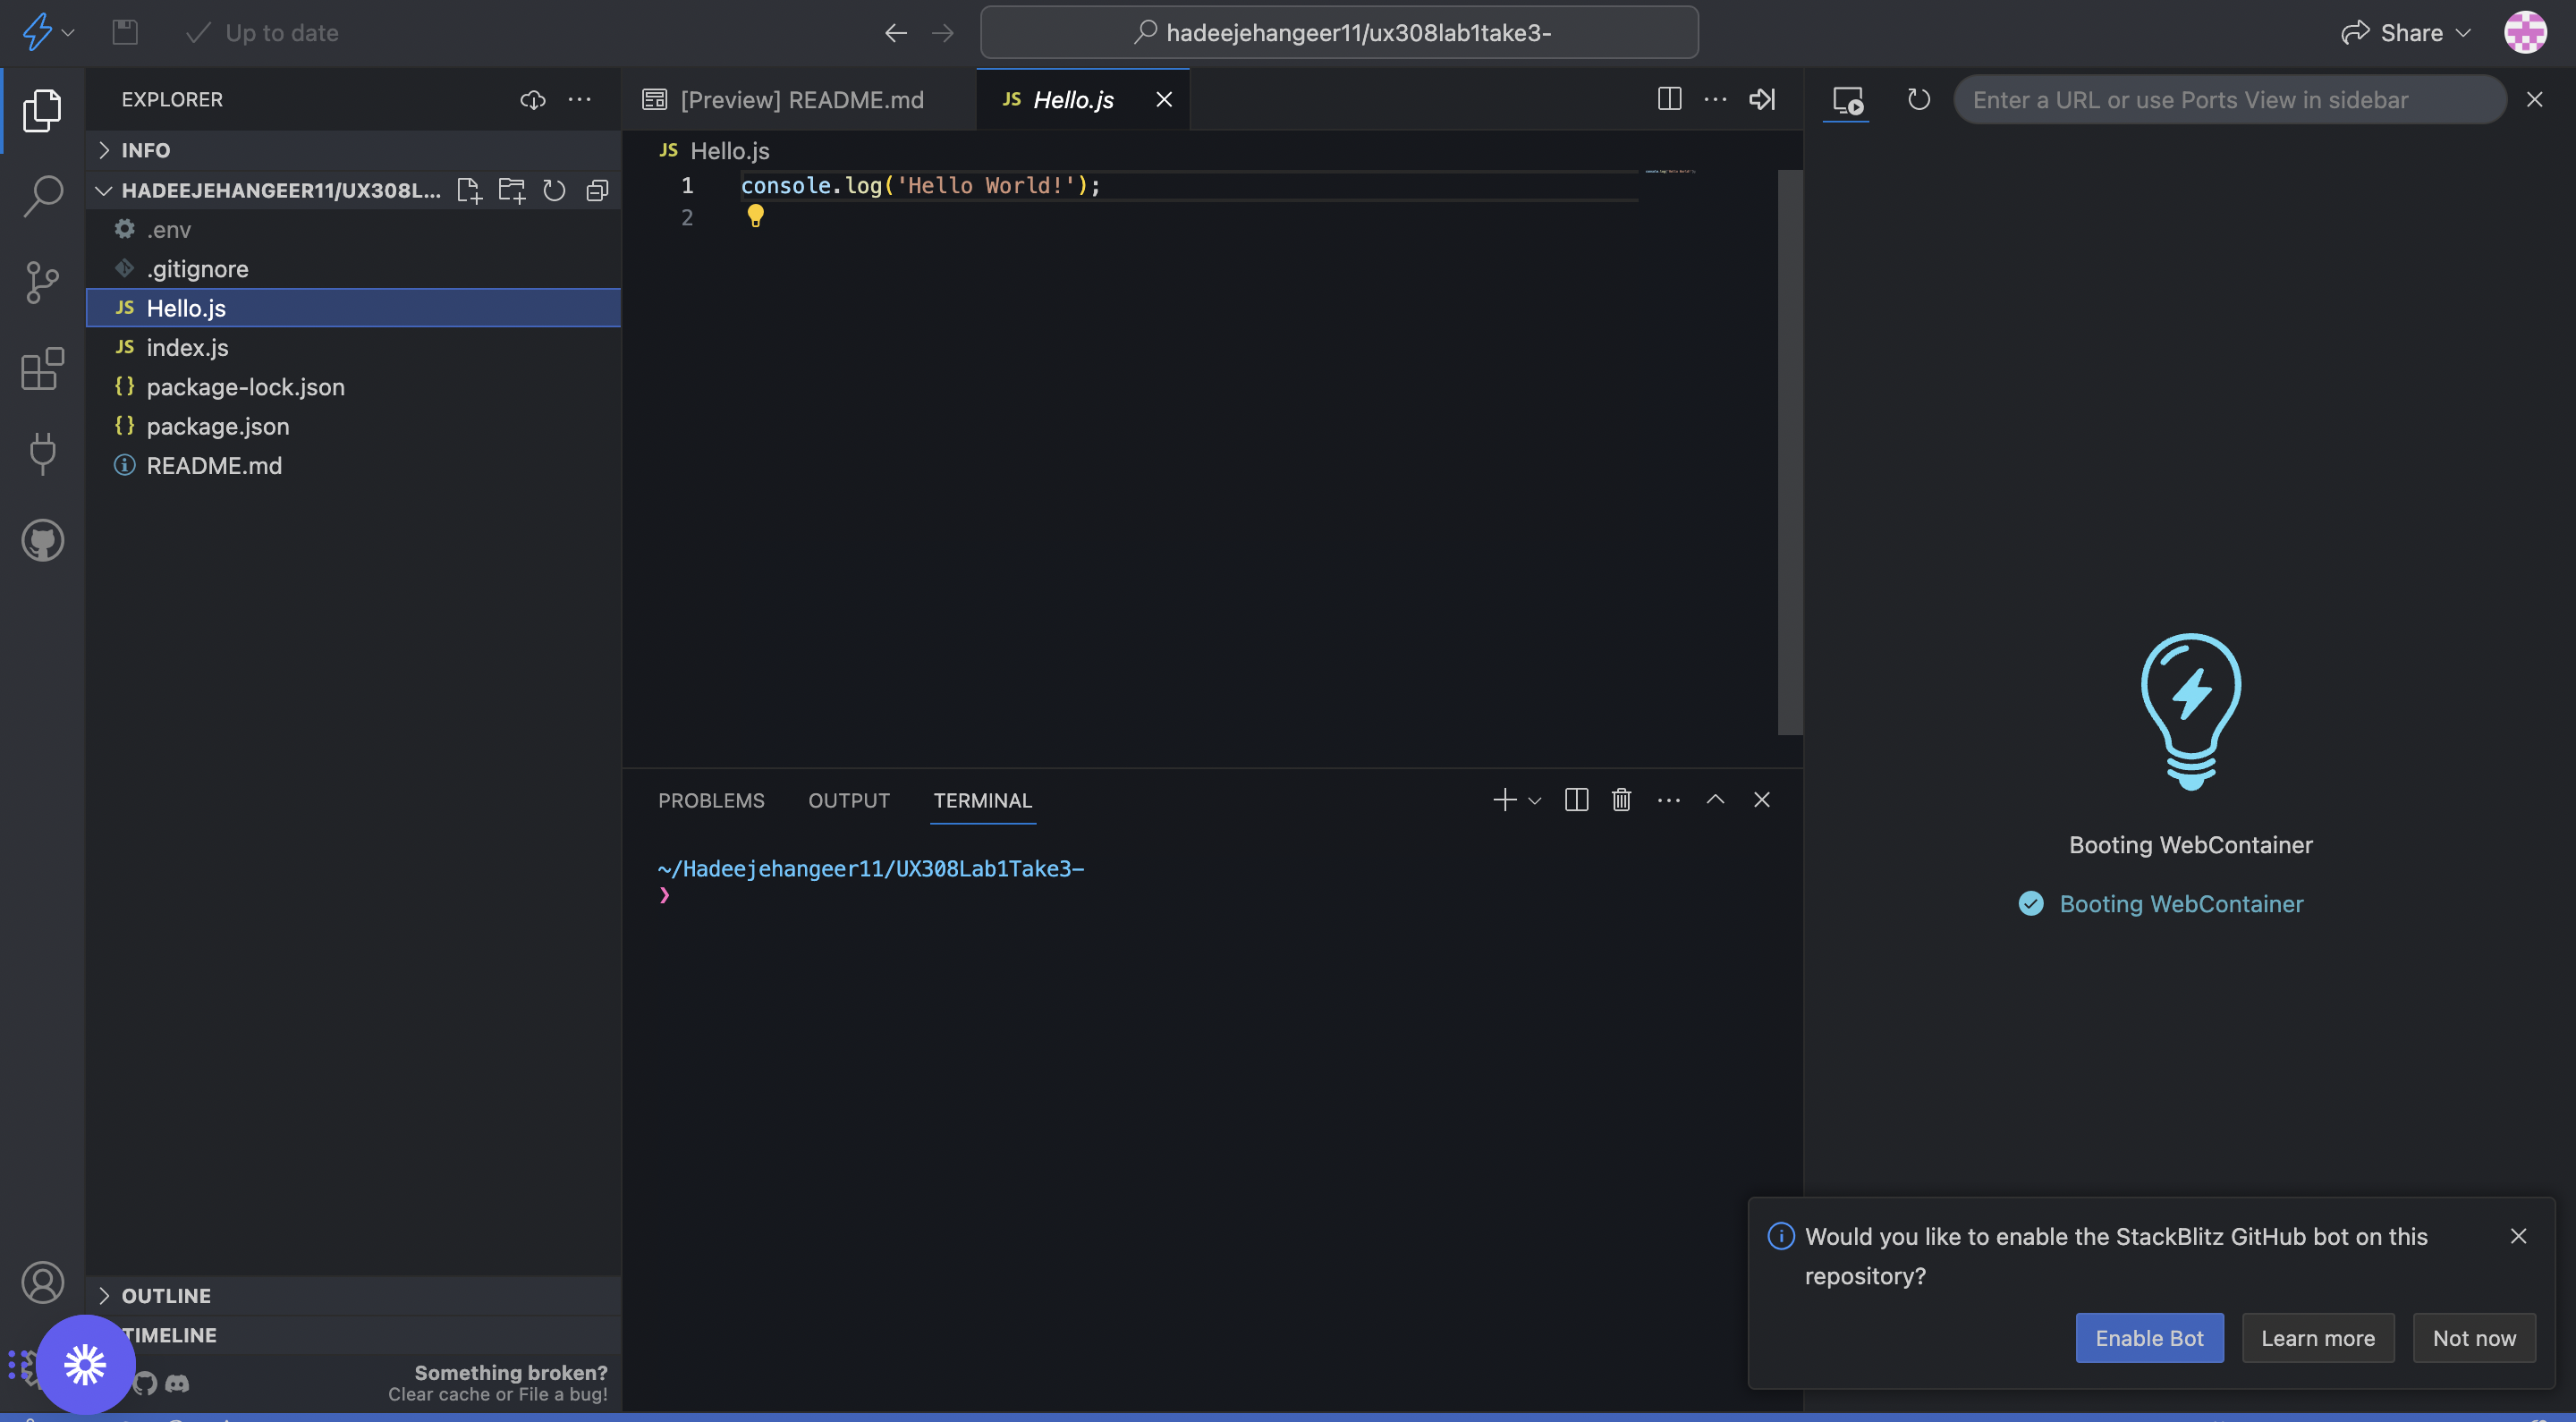 Up to date
hadeejehangeer11/ux308lab1take3-
Share
EXPLORER
INFO
HADEEJEHANGEER11/UX308L...
.env
.gitignore
JS Hello.js
JS index.js
{} package-lock.json
{} package.json
README.md
OUTLINE
TIMELINE
Something broken?
Clear cache or File a bug!
[Preview] README.md
JS Hello.js
JS Hello.js
1 console.log('Hello World!');
2
PROBLEMS OUTPUT TERMINAL
~/Hadeejehangeer11/UX308Lab1Take3-
❯
Enter a URL or use Ports View in sidebar
Booting WebContainer
Booting WebContainer
Would you like to enable the StackBlitz GitHub bot on this
repository?
Enable Bot Learn more Not now